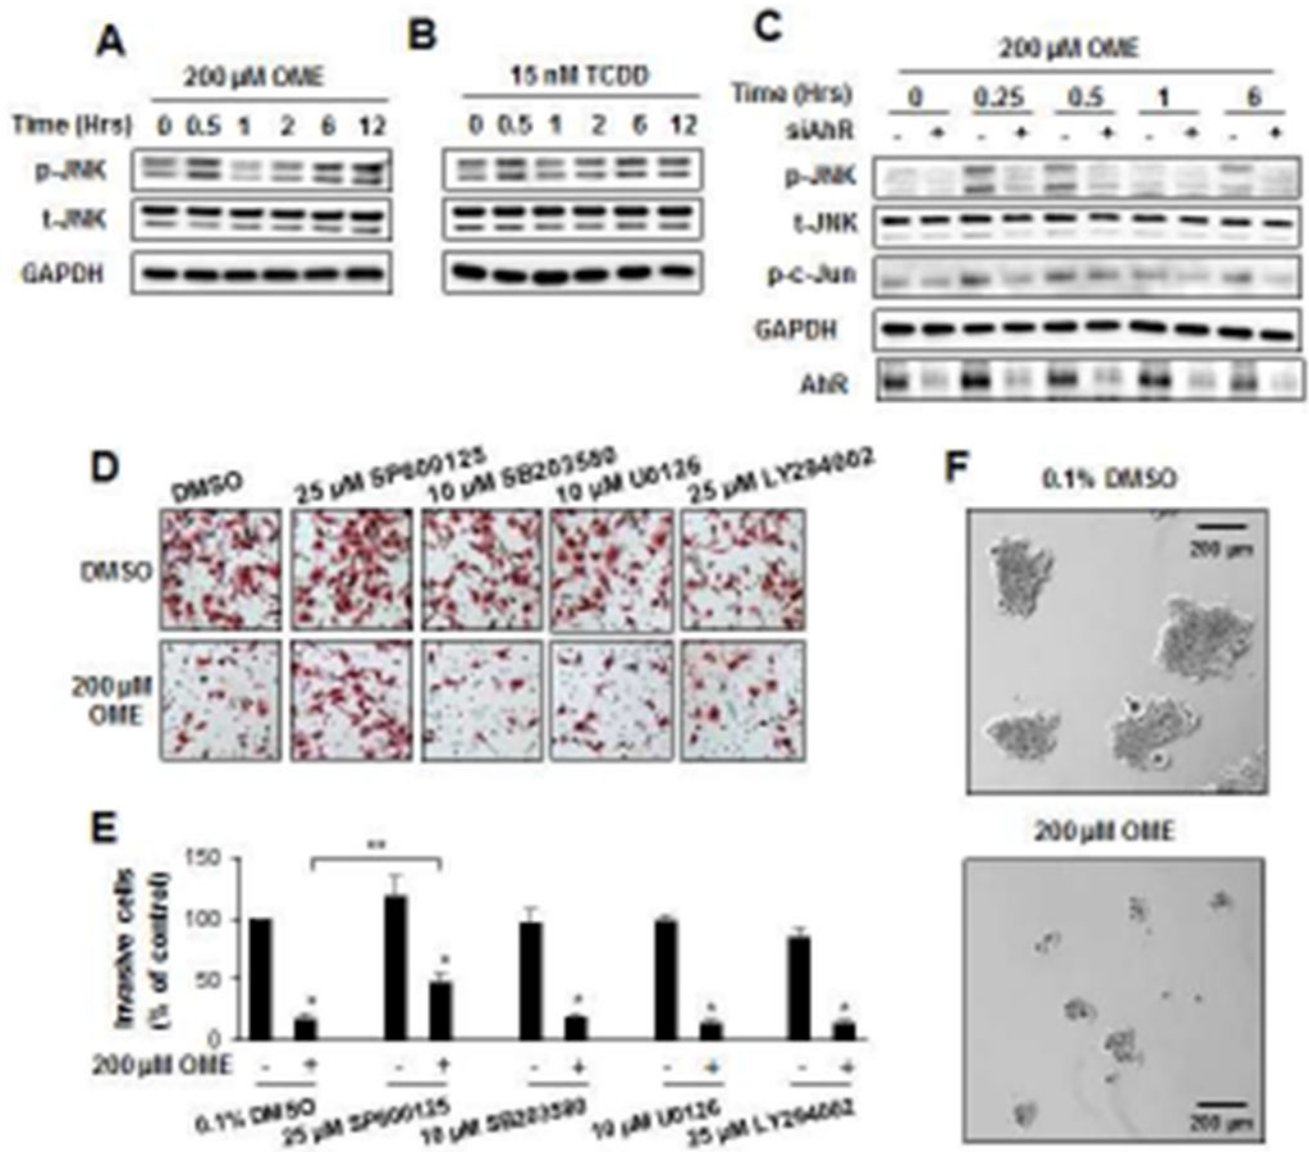 A
200 µM OME
Time (Hrs) 0 0.5 1 2 6 12
p-JNK
t-JNK
GAPDH
B
15 nM TCDD
0 0.5 1 2 6 12
C
200 µM OME
Time (Hrs) 0 0.25 0.5 1 6
siAhR - + - + - + - + - +
p-JNK
t-JNK
p-c-Jun
GAPDH
AhR
D
DMSO 25 µM SP600125 10 µM SB203580 10 µM U0126 25 µM LY294002
DMSO
200 µM
OME
E
Invasive cells
(% of control)
150
100
50
0
**
* * * * *
200 µM OME - + - + - + - + - +
0.1% DMSO 25 µM SP600125 10 µM SB203580 10 µM U0126 25 µM LY294002
F
0.1% DMSO
200 µm
200 µM OME
200 µm